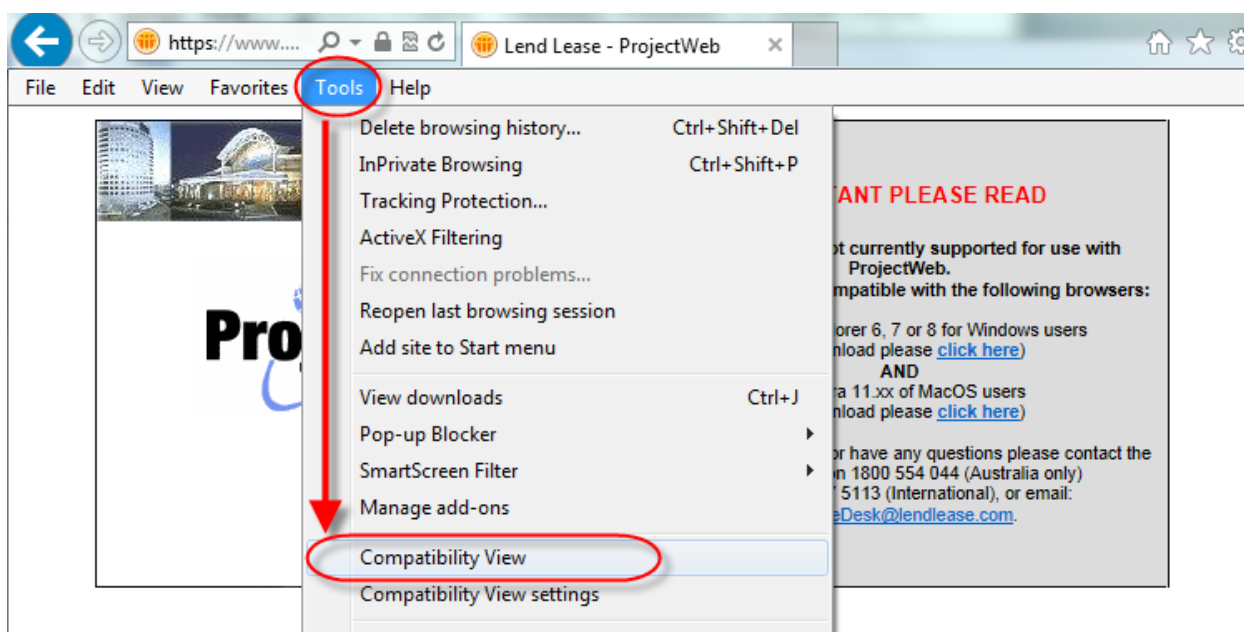 https://www....
Lend Lease - ProjectWeb
File Edit View Favorites Tools Help
Delete browsing history... Ctrl+Shift+Del
InPrivate Browsing Ctrl+Shift+P
Tracking Protection...
ActiveX Filtering
Fix connection problems...
Reopen last browsing session
Add site to Start menu
View downloads Ctrl+J
Pop-up Blocker
SmartScreen Filter
Manage add-ons
Compatibility View
Compatibility View settings
Pro
ANT PLEASE READ
ot currently supported for use with
ProjectWeb.
mpatible with the following browsers:
orer 6, 7 or 8 for Windows users
nload please click here)
AND
ra 11.xx of MacOS users
nload please click here)
or have any questions please contact the
on 1800 554 044 (Australia only)
5113 (International), or email:
eDesk@lendlease.com.